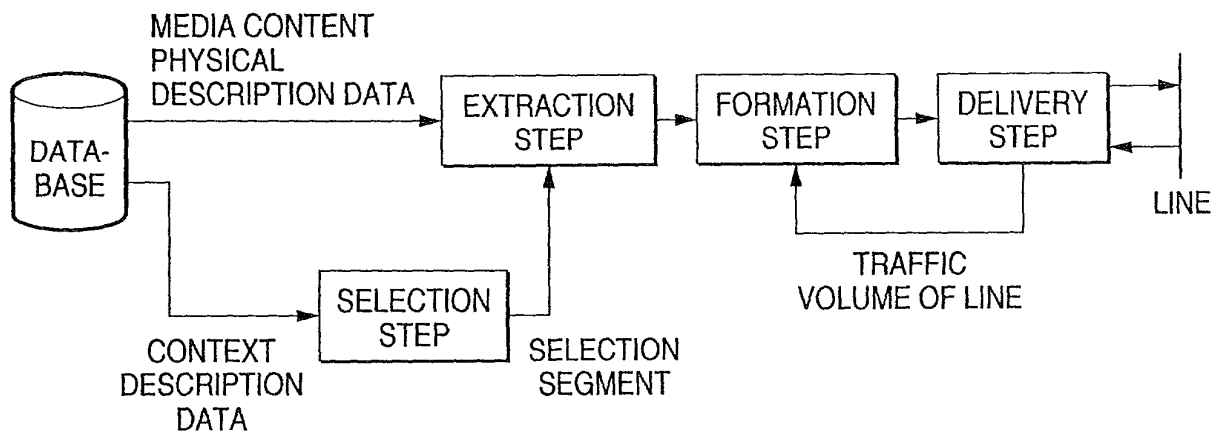 MEDIA CONTENT
PHYSICAL
DESCRIPTION DATA
DATA-
BASE
EXTRACTION
STEP
FORMATION
STEP
DELIVERY
STEP
LINE
TRAFFIC
VOLUME OF LINE
SELECTION
STEP
CONTEXT
DESCRIPTION
DATA
SELECTION
SEGMENT